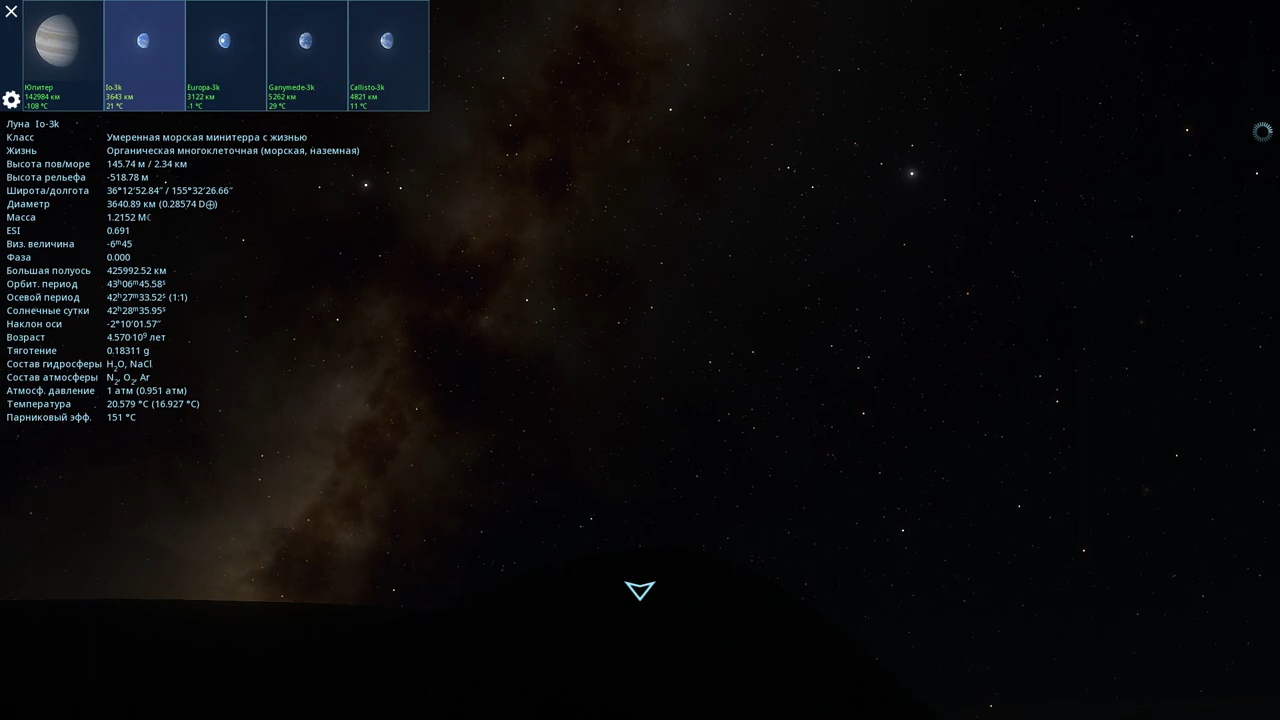 Юпитер
142984 км
-108 °C
Io-3k
3643 км
21 °C
Europa-3k
3122 км
-1 °C
Ganymede-3k
5262 км
29 °C
Callisto-3k
4821 км
11 °C
Луна Io-3k
Класс Умеренная морская минитерра с жизнью
Жизнь Органическая многоклеточная (морская, наземная)
Высота пов/море 145.74 м / 2.34 км
Высота рельефа -518.78 м
Широта/долгота 36°12′52.84″ / 155°32′26.66″
Диаметр 3640.89 км (0.28574 D⊕)
Масса 1.2152 M☾
ESI 0.691
Виз. величина -6ᵐ45
Фаза 0.000
Большая полуось 425992.52 км
Орбит. период 43ʰ06ᵐ45.58ˢ
Осевой период 42ʰ27ᵐ33.52ˢ (1:1)
Солнечные сутки 42ʰ28ᵐ35.95ˢ
Наклон оси -2°10′01.57″
Возраст 4.570·10⁹ лет
Тяготение 0.18311 g
Состав гидросферы H₂O, NaCl
Состав атмосферы N₂, O₂, Ar
Атмосф. давление 1 атм (0.951 атм)
Температура 20.579 °C (16.927 °C)
Парниковый эфф. 151 °C